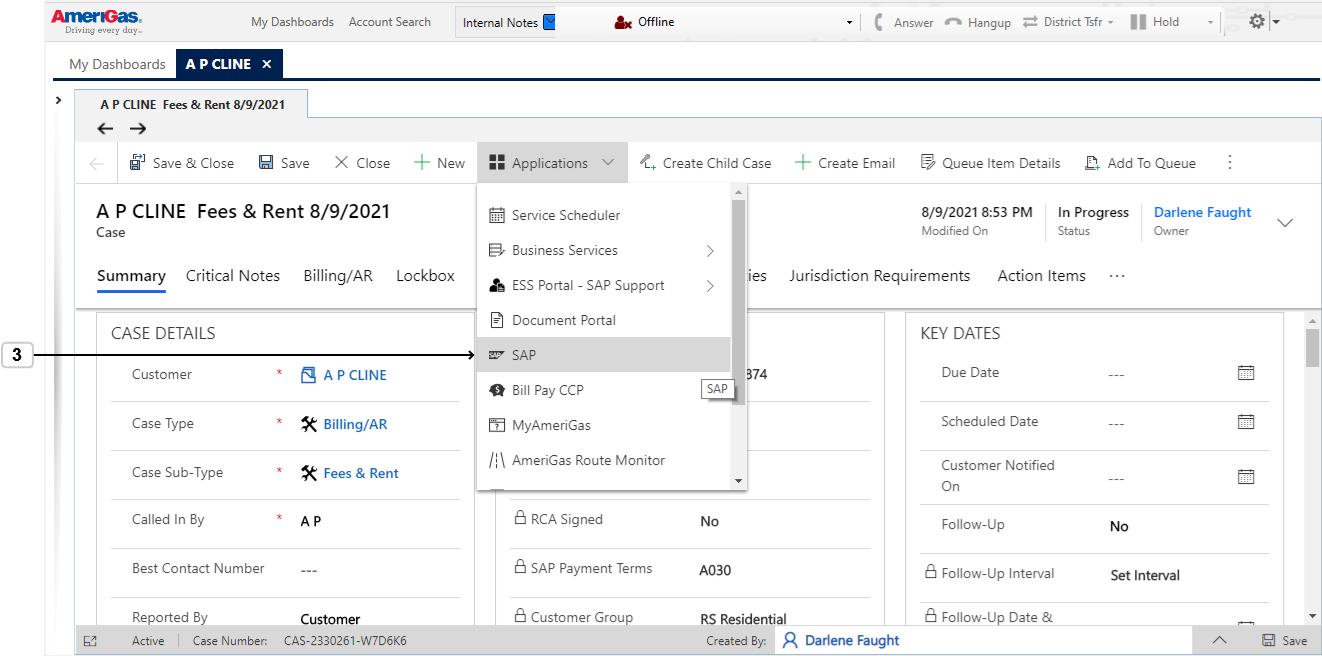 AmeriGas.
Driving every day..
My Dashboards Account Search Internal Notes Offline Answer Hangup District Tsfr Hold
My Dashboards A P CLINE ×
A P CLINE Fees & Rent 8/9/2021
Save & Close Save Close New Applications Create Child Case Create Email Queue Item Details Add To Queue
A P CLINE Fees & Rent 8/9/2021
Case
8/9/2021 8:53 PM
Modified On
In Progress
Status
Darlene Faught
Owner
Summary Critical Notes Billing/AR Lockbox ies Jurisdiction Requirements Action Items ...
Service Scheduler
Business Services
ESS Portal - SAP Support
Document Portal
SAP
Bill Pay CCP
SAP
MyAmeriGas
AmeriGas Route Monitor
3
CASE DETAILS
Customer * A P CLINE
Case Type * Billing/AR
Case Sub-Type * Fees & Rent
Called In By * A P
Best Contact Number ---
Reported By Customer
874
RCA Signed No
SAP Payment Terms A030
Customer Group RS Residential
KEY DATES
Due Date ---
Scheduled Date ---
Customer Notified
On ---
Follow-Up No
Follow-Up Interval Set Interval
Follow-Up Date &
Active Case Number: CAS-2330261-W7D6K6 Created By: Darlene Faught Save